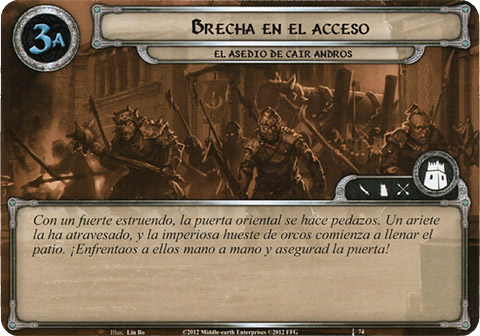 3A
BRECHA EN EL ACCESO
EL ASEDIO DE CAIR ANDROS
Con un fuerte estruendo, la puerta oriental se hace pedazos. Un ariete
la ha atravesado, y la imperiosa hueste de orcos comienza a llenar el
patio. ¡Enfrentaos a ellos mano a mano y asegurad la puerta!
Illus. Lin Bo
©2012 Middle-earth Enterprises ©2012 FFG
74